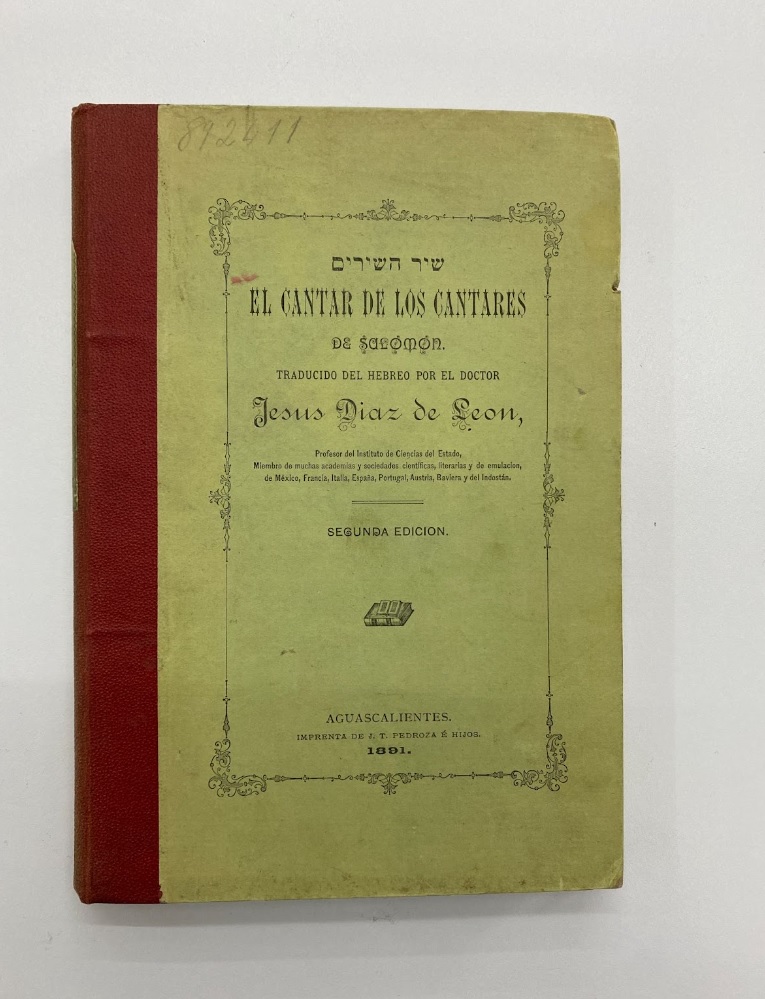 892411
שיר השירים
EL CANTAR DE LOS CANTARES
DE SALOMON.
TRADUCIDO DEL HEBREO POR EL DOCTOR
Jesus Diaz de Leon,
Profesor del Instituto de Ciencias del Estado,
Miembro de muchas academias y sociedades científicas, literarias y de emulacion,
de México, Francia, Italia, España, Portugal, Austria, Baviera y del Indostán.
SEGUNDA EDICION.
AGUASCALIENTES.
IMPRENTA DE J. T. PEDROZA É HIJOS.
1891.